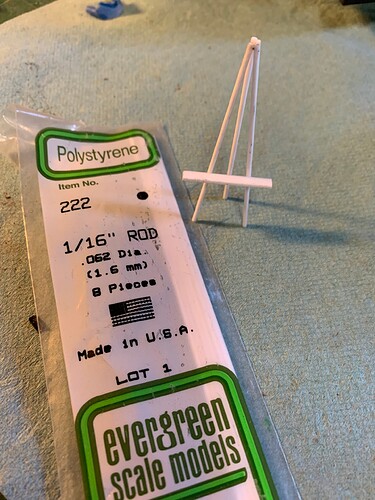 Polystyrene
Item No.
222
1/16" ROD
.062 Dia.
(1.6 mm)
8 Pieces
Made in U.S.A.
LOT 1
evergreen
scale models